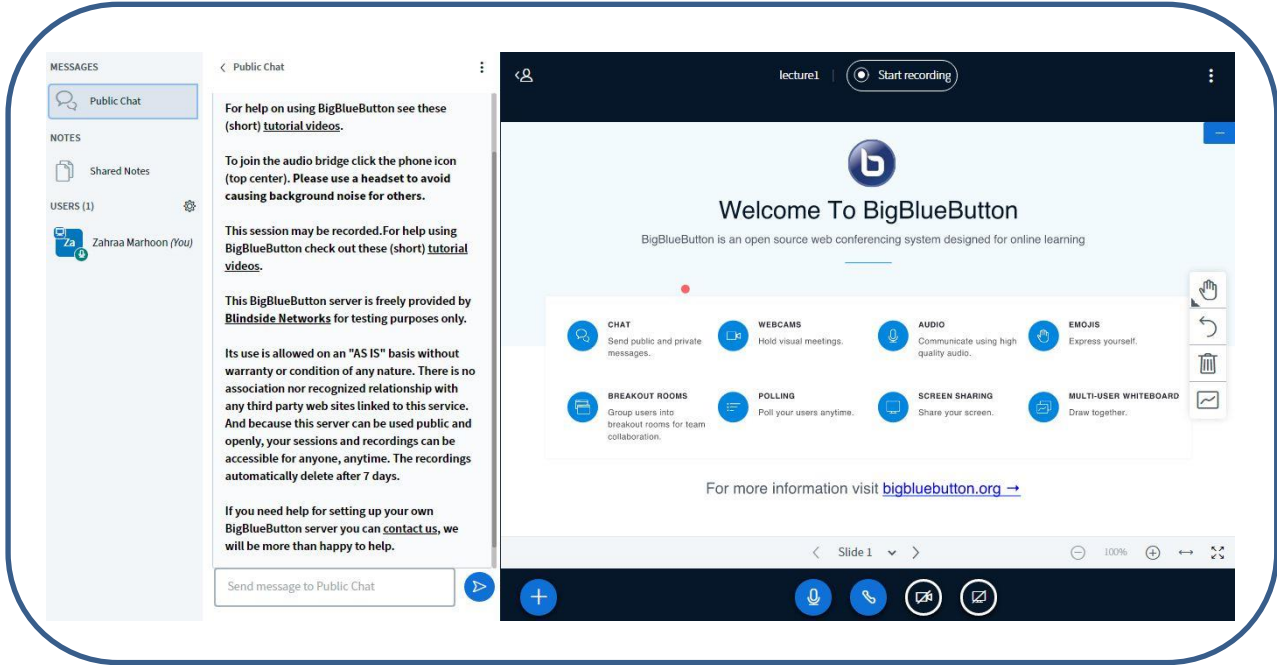 MESSAGES
Public Chat
NOTES
Shared Notes
USERS (1)
Za
Zahraa Marhoon (You)
Public Chat
For help on using BigBlueButton see these
(short) tutorial videos.
To join the audio bridge click the phone icon
(top center). Please use a headset to avoid
causing background noise for others.
This session may be recorded.For help using
BigBlueButton check out these (short) tutorial
videos.
This BigBlueButton server is freely provided by
Blindside Networks for testing purposes only.
Its use is allowed on an "AS IS" basis without
warranty or condition of any nature. There is no
association nor recognized relationship with
any third party web sites linked to this service.
And because this server can be used public and
openly, your sessions and recordings can be
accessible for anyone, anytime. The recordings
automatically delete after 7 days.
If you need help for setting up your own
BigBlueButton server you can contact us, we
will be more than happy to help.
Send message to Public Chat
lecture1 | Start recording
b
Welcome To BigBlueButton
BigBlueButton is an open source web conferencing system designed for online learning
CHAT
Send public and private
messages.
WEBCAMS
Hold visual meetings.
AUDIO
Communicate using high
quality audio.
EMOJIS
Express yourself.
BREAKOUT ROOMS
Group users into
breakout rooms for team
collaboration.
POLLING
Poll your users anytime.
SCREEN SHARING
Share your screen.
MULTI-USER WHITEBOARD
Draw together.
For more information visit bigbluebutton.org →
Slide 1
100%